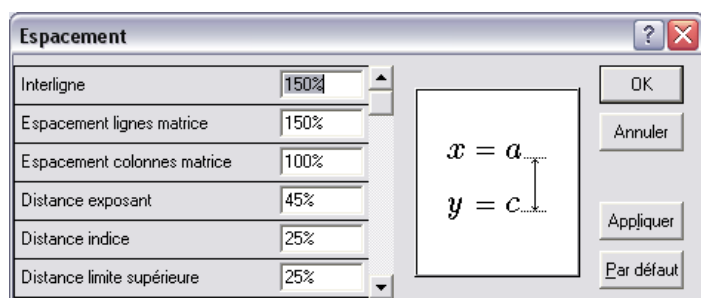 Espacement
Interligne 150%
Espacement lignes matrice 150%
Espacement colonnes matrice 100%
Distance exposant 45%
Distance indice 25%
Distance limite supérieure 25%
x = a
y = c
OK
Annuler
Appliquer
Par défaut